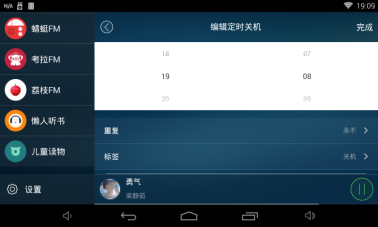 N/A
19:09
蜻蜓FM
考拉FM
荔枝FM
懒人听书
儿童读物
设置
编辑定时关机
完成
18 07
19 08
20 09
重复 永不
标签 关机
勇气
梁静茹